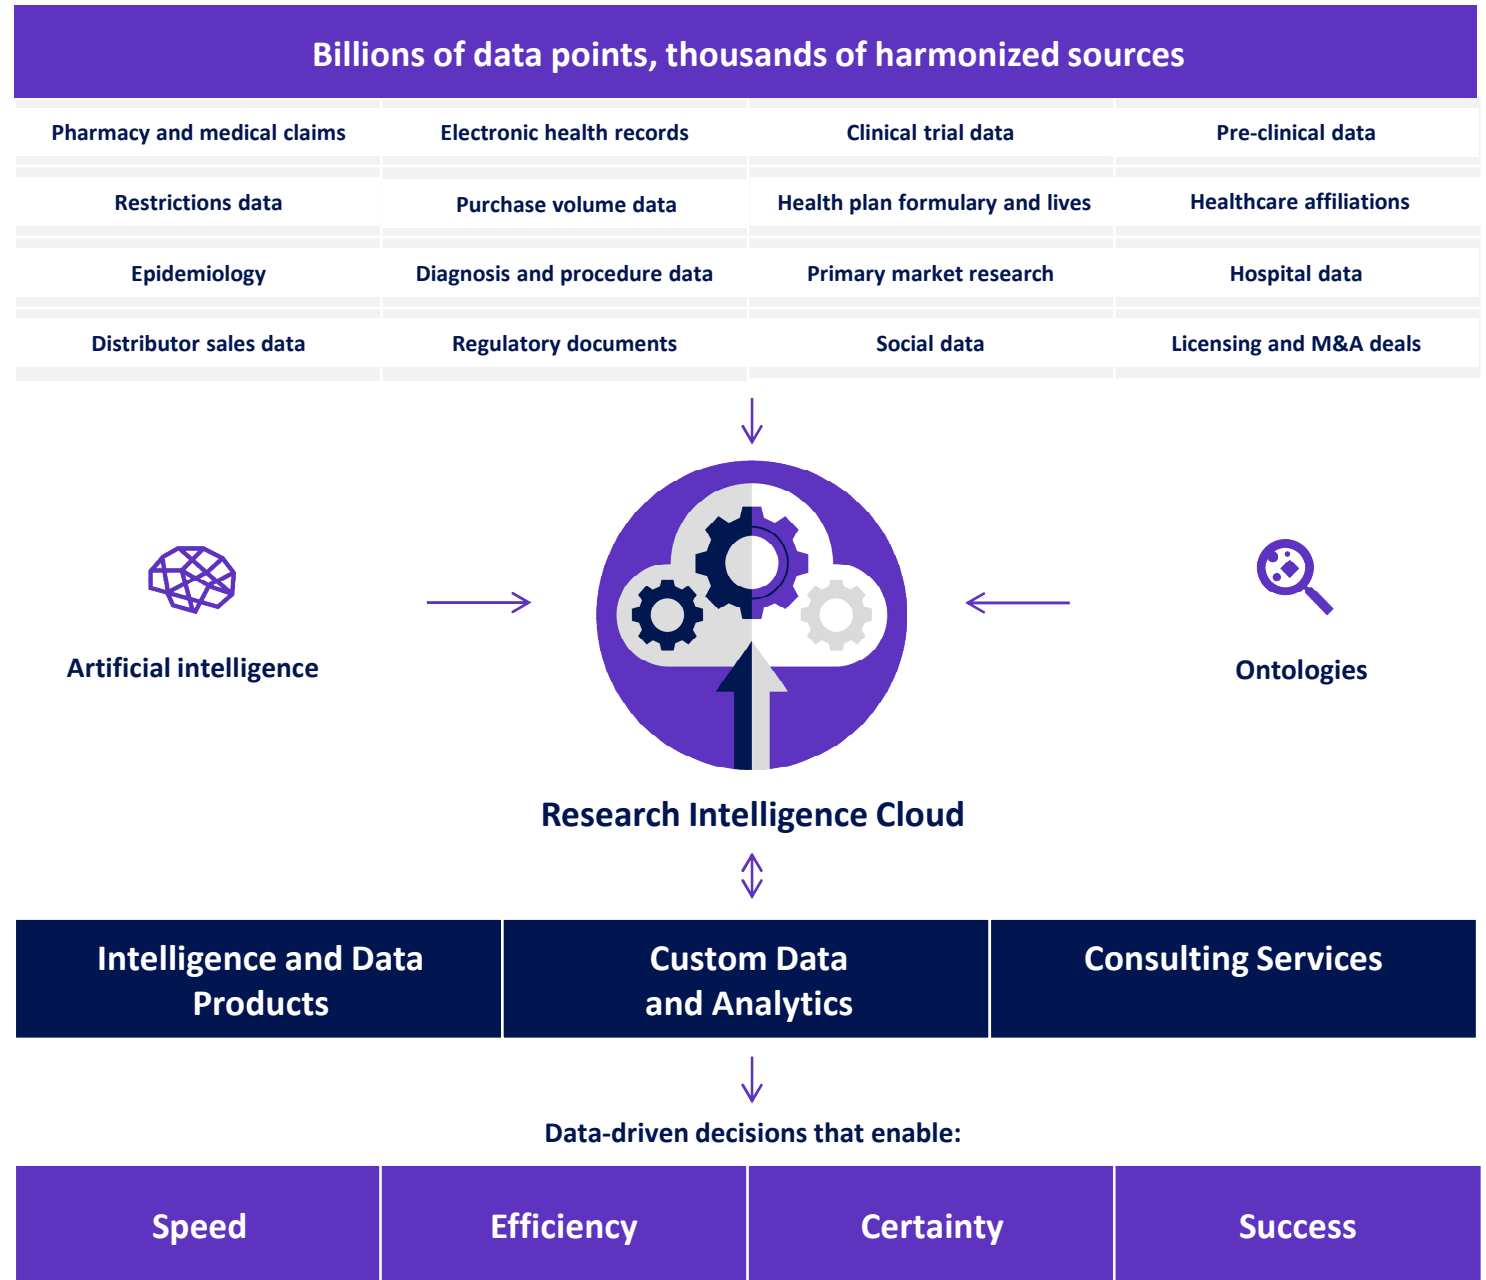 Billions of data points, thousands of harmonized sources
Pharmacy and medical claims
Electronic health records
Clinical trial data
Pre-clinical data
Restrictions data
Purchase volume data
Health plan formulary and lives
Healthcare affiliations
Epidemiology
Diagnosis and procedure data
Primary market research
Hospital data
Distributor sales data
Regulatory documents
Social data
Licensing and M&A deals
Artificial intelligence
Ontologies
Research Intelligence Cloud
Intelligence and Data
Products
Custom Data
and Analytics
Consulting Services
Data-driven decisions that enable:
Speed
Efficiency
Certainty
Success